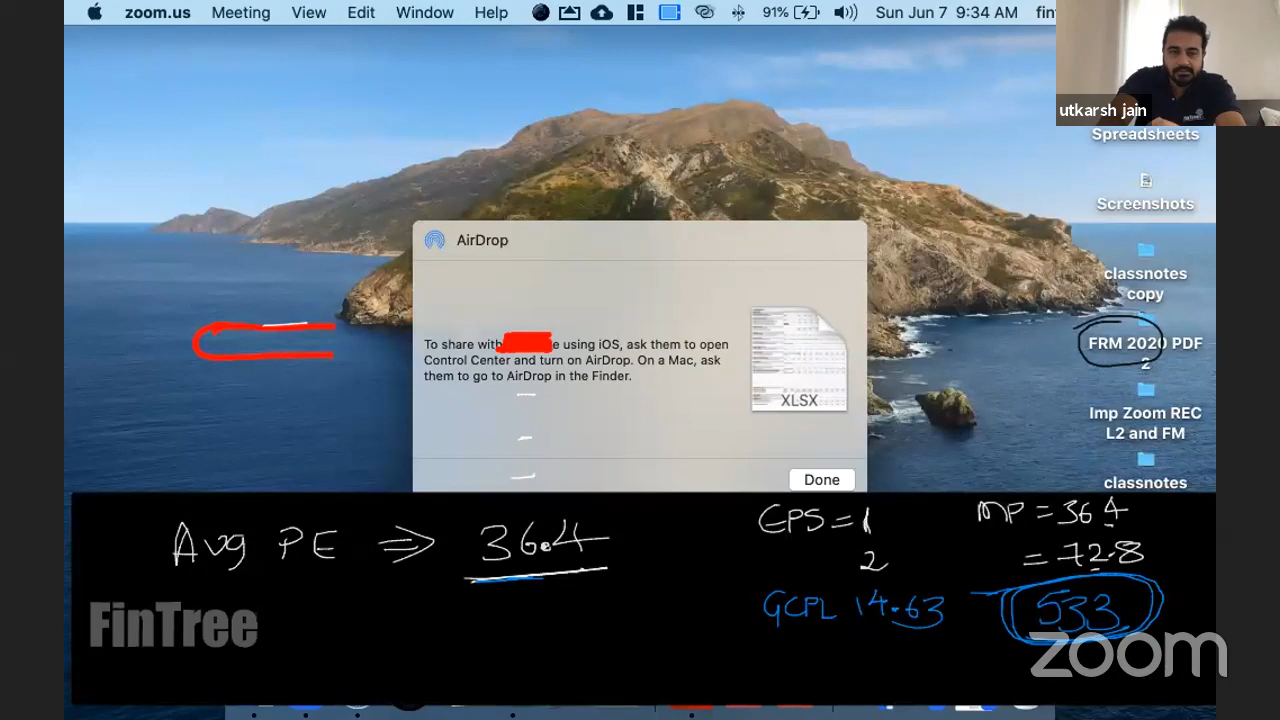 zoom.us Meeting View Edit Window Help 91% Sun Jun 7 9:34 AM fin
utkarsh jain
Spreadsheets
Screenshots
classnotes
copy
FRM 2020 PDF
2
Imp Zoom REC
L2 and FM
classnotes
AirDrop
To share with e using iOS, ask them to open
Control Center and turn on AirDrop. On a Mac, ask
them to go to AirDrop in the Finder.
XLSX
Done
Avg PE ⇒ 36.4
EPS = 1 MP = 36.4
2 = 72.8
GCPL 14.63 533
FinTree
zoom